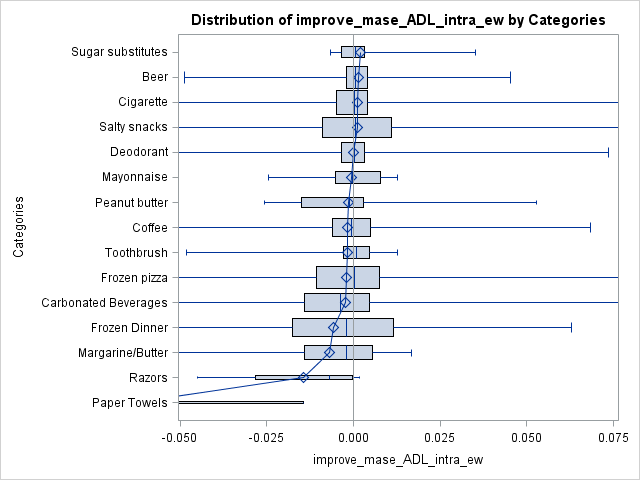 Distribution of improve_mase_ADL_intra_ew by Categories
Sugar substitutes
Beer
Cigarette
Salty snacks
Deodorant
Mayonnaise
Peanut butter
Coffee
Toothbrush
Frozen pizza
Carbonated Beverages
Frozen Dinner
Margarine/Butter
Razors
Paper Towels
Categories
-0.050 -0.025 0.000 0.025 0.050 0.075
improve_mase_ADL_intra_ew